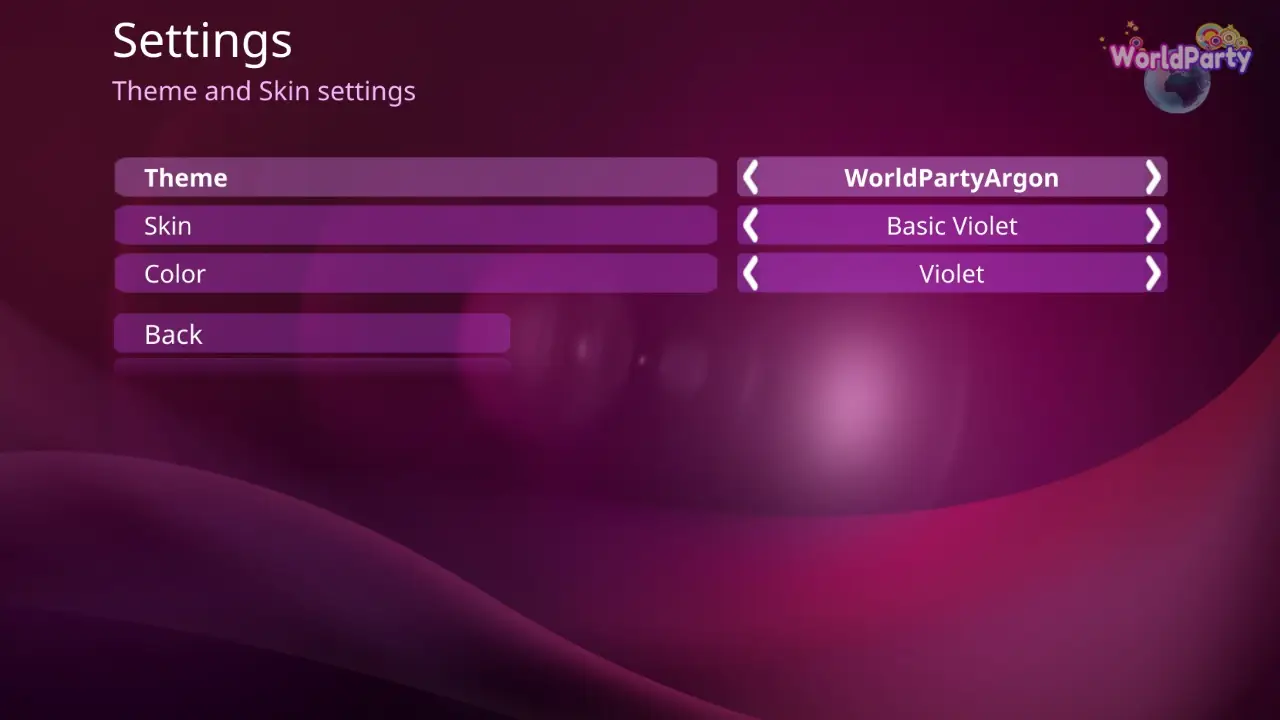 Settings
WorldParty
Theme and Skin settings
Theme
WorldPartyArgon
Skin
Basic Violet
Color
Violet
Back